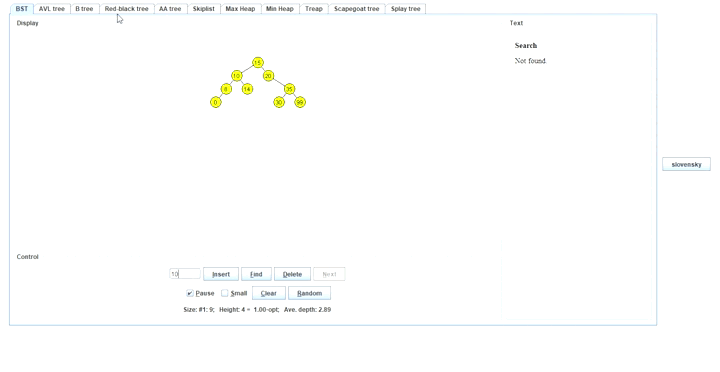 BST AVL tree B tree Red-black tree AA tree Skiplist Max Heap Min Heap Treap Scapegoat tree Splay tree
Display
Text
Search
Not found.
15
10 20
8 14 35
0 30 99
slovensky
Control
10 Insert Find Delete Next
Pause Small Clear Random
Size: #1: 9; Height: 4 = 1.00-opt; Ave. depth: 2.89